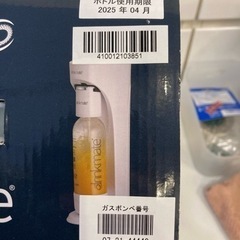 ボトル使用期限
2025 年 04 月
410012103851
drinkmate
e
ガスボンベ番号